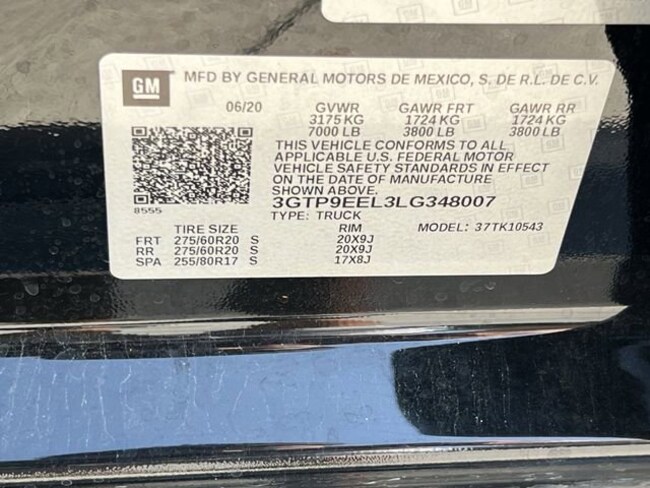 GM MFD BY GENERAL MOTORS DE MEXICO, S. DE R.L. DE C.V.
06/20 GVWR GAWR FRT GAWR RR
3175 KG 1724 KG 1724 KG
7000 LB 3800 LB 3800 LB
THIS VEHICLE CONFORMS TO ALL
APPLICABLE U.S. FEDERAL MOTOR
VEHICLE SAFETY STANDARDS IN EFFECT
ON THE DATE OF MANUFACTURE
SHOWN ABOVE.
8555
3GTP9EEL3LG348007
TYPE: TRUCK
TIRE SIZE RIM MODEL: 37TK10543
FRT 275/60R20 S 20X9J
RR 275/60R20 S 20X9J
SPA 255/80R17 S 17X8J